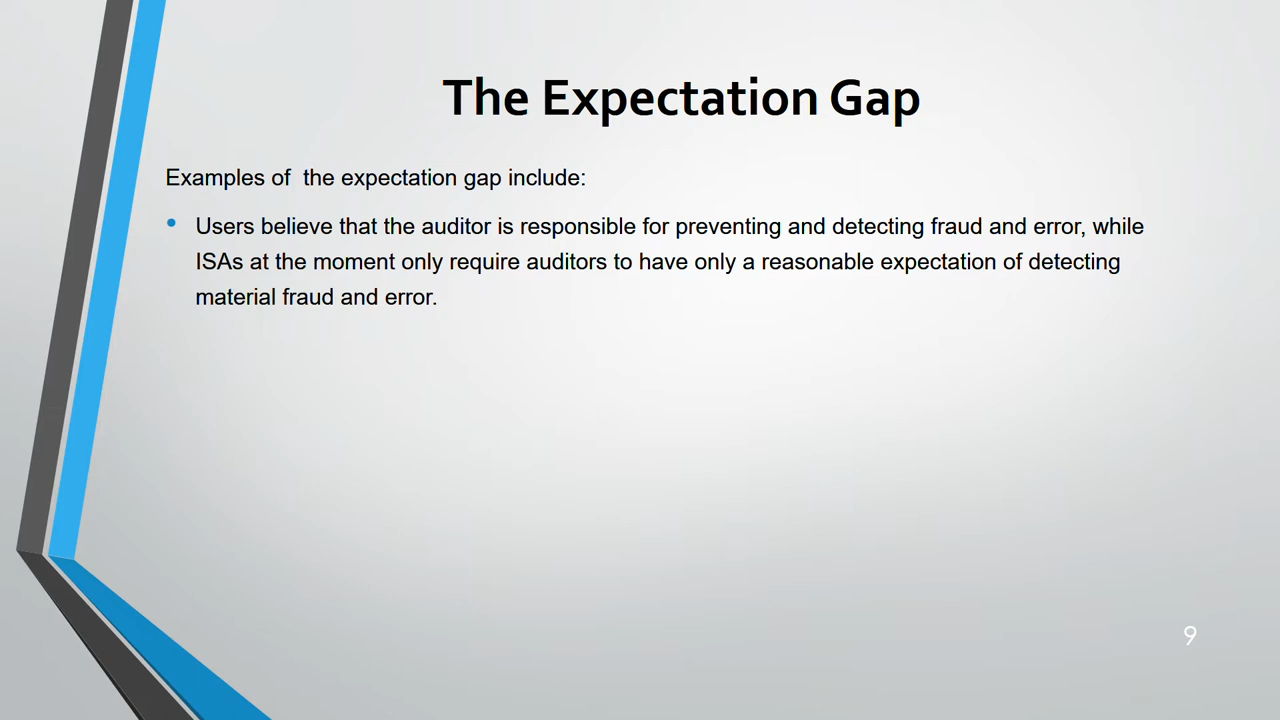 The Expectation Gap
Examples of  the expectation gap include:
• Users believe that the auditor is responsible for preventing and detecting fraud and error, while
ISAs at the moment only require auditors to have only a reasonable expectation of detecting
material fraud and error.
9